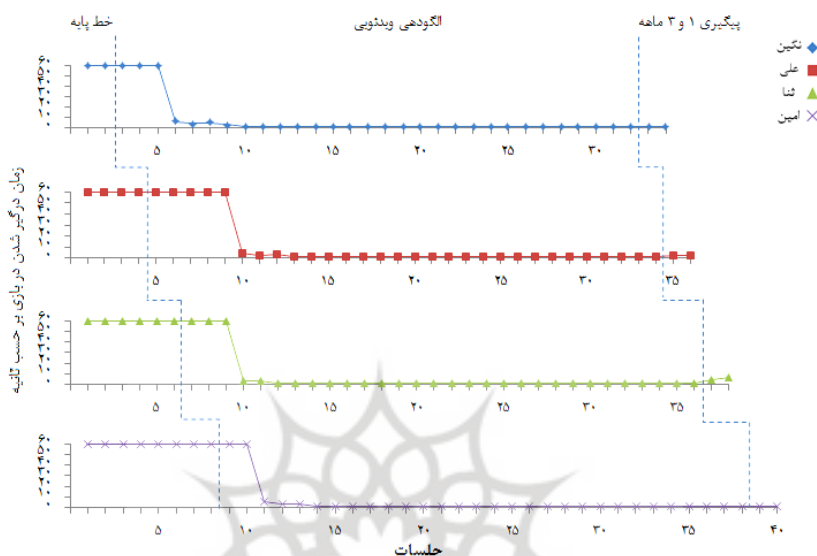 خط پایه الگودهی ویدئویی پیگیری ۱ و ۳ ماهه
نگین
علی
ثنا
امین
زمان درگیر شدن در بازی بر حسب ثانیه
۵ ۱۰ ۱۵ ۲۰ ۲۵ ۳۰
۵ ۱۰ ۱۵ ۲۰ ۲۵ ۳۰ ۳۵
۵ ۱۰ ۱۵ ۲۰ ۲۵ ۳۰ ۳۵
۵ ۱۰ ۱۵ ۲۰ ۲۵ ۳۰ ۳۵ ۴۰
جلسات